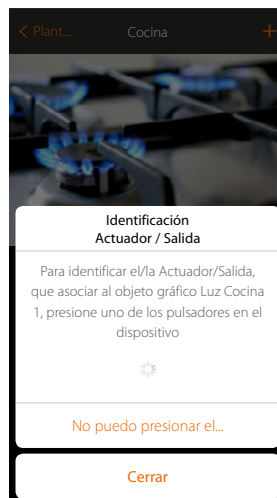 < Plant... Cocina +
Identificación
Actuador / Salida
Para identificar el/la Actuador/Salida,
que asociar al objeto gráfico Luz Cocina
1, presione uno de los pulsadores en el
dispositivo
No puedo presionar el...
Cerrar